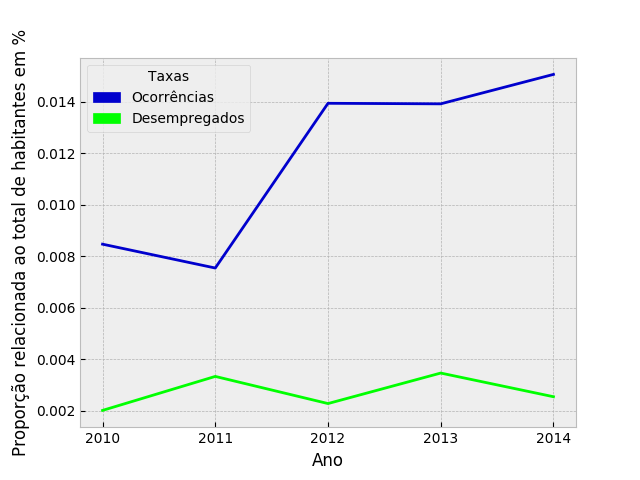 Proporção relacionada ao total de habitantes em %
Taxas
Ocorrências
Desempregados
0.014
0.012
0.010
0.008
0.006
0.004
0.002
2010 2011 2012 2013 2014
Ano